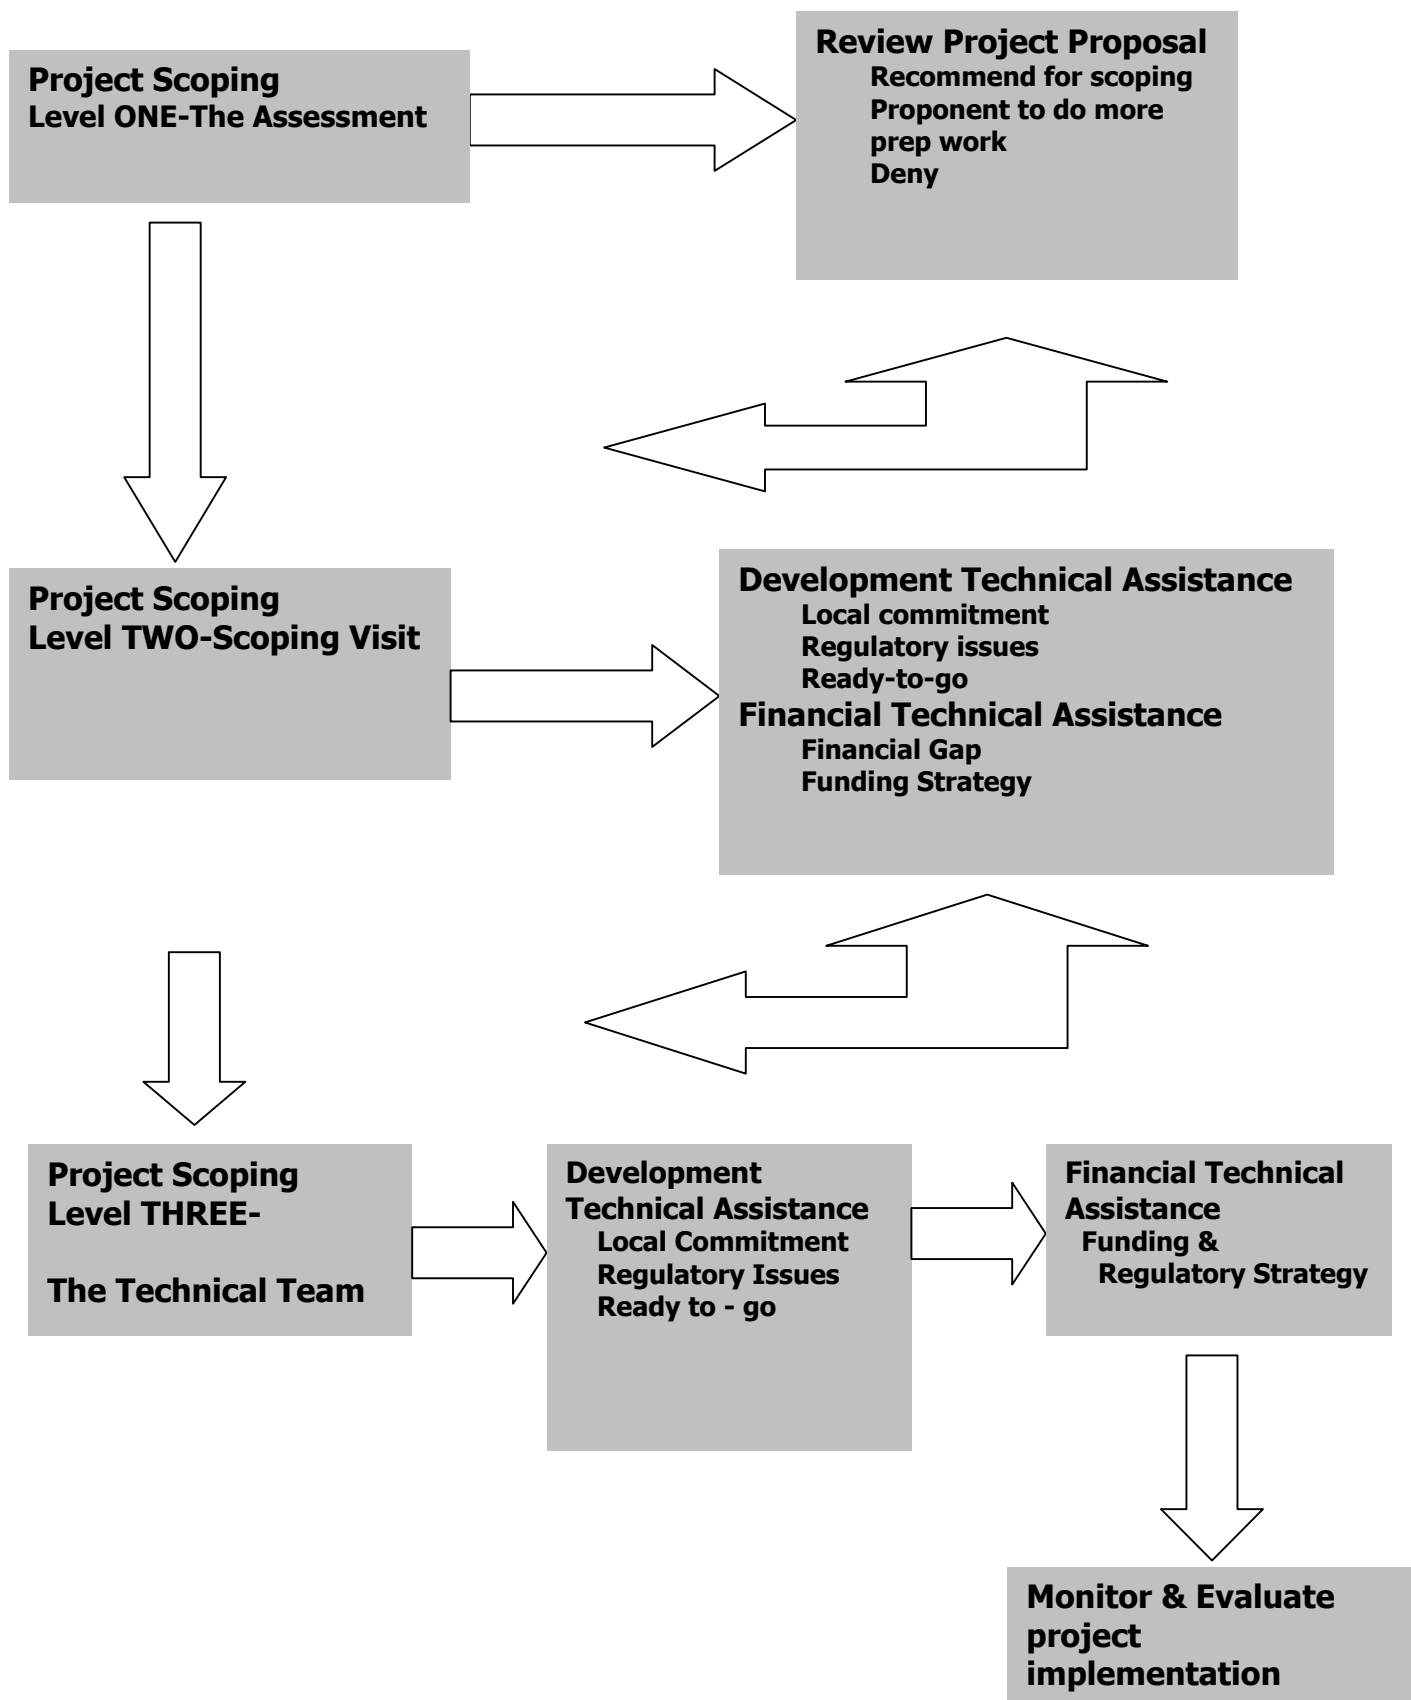 Project Scoping
Level ONE-The Assessment
Review Project Proposal
Recommend for scoping
Proponent to do more
prep work
Deny
Project Scoping
Level TWO-Scoping Visit
Development Technical Assistance
Local commitment
Regulatory issues
Ready-to-go
Financial Technical Assistance
Financial Gap
Funding Strategy
Project Scoping
Level THREE-
The Technical Team
Development
Technical Assistance
Local Commitment
Regulatory Issues
Ready to - go
Financial Technical
Assistance
Funding &
Regulatory Strategy
Monitor & Evaluate
project
implementation